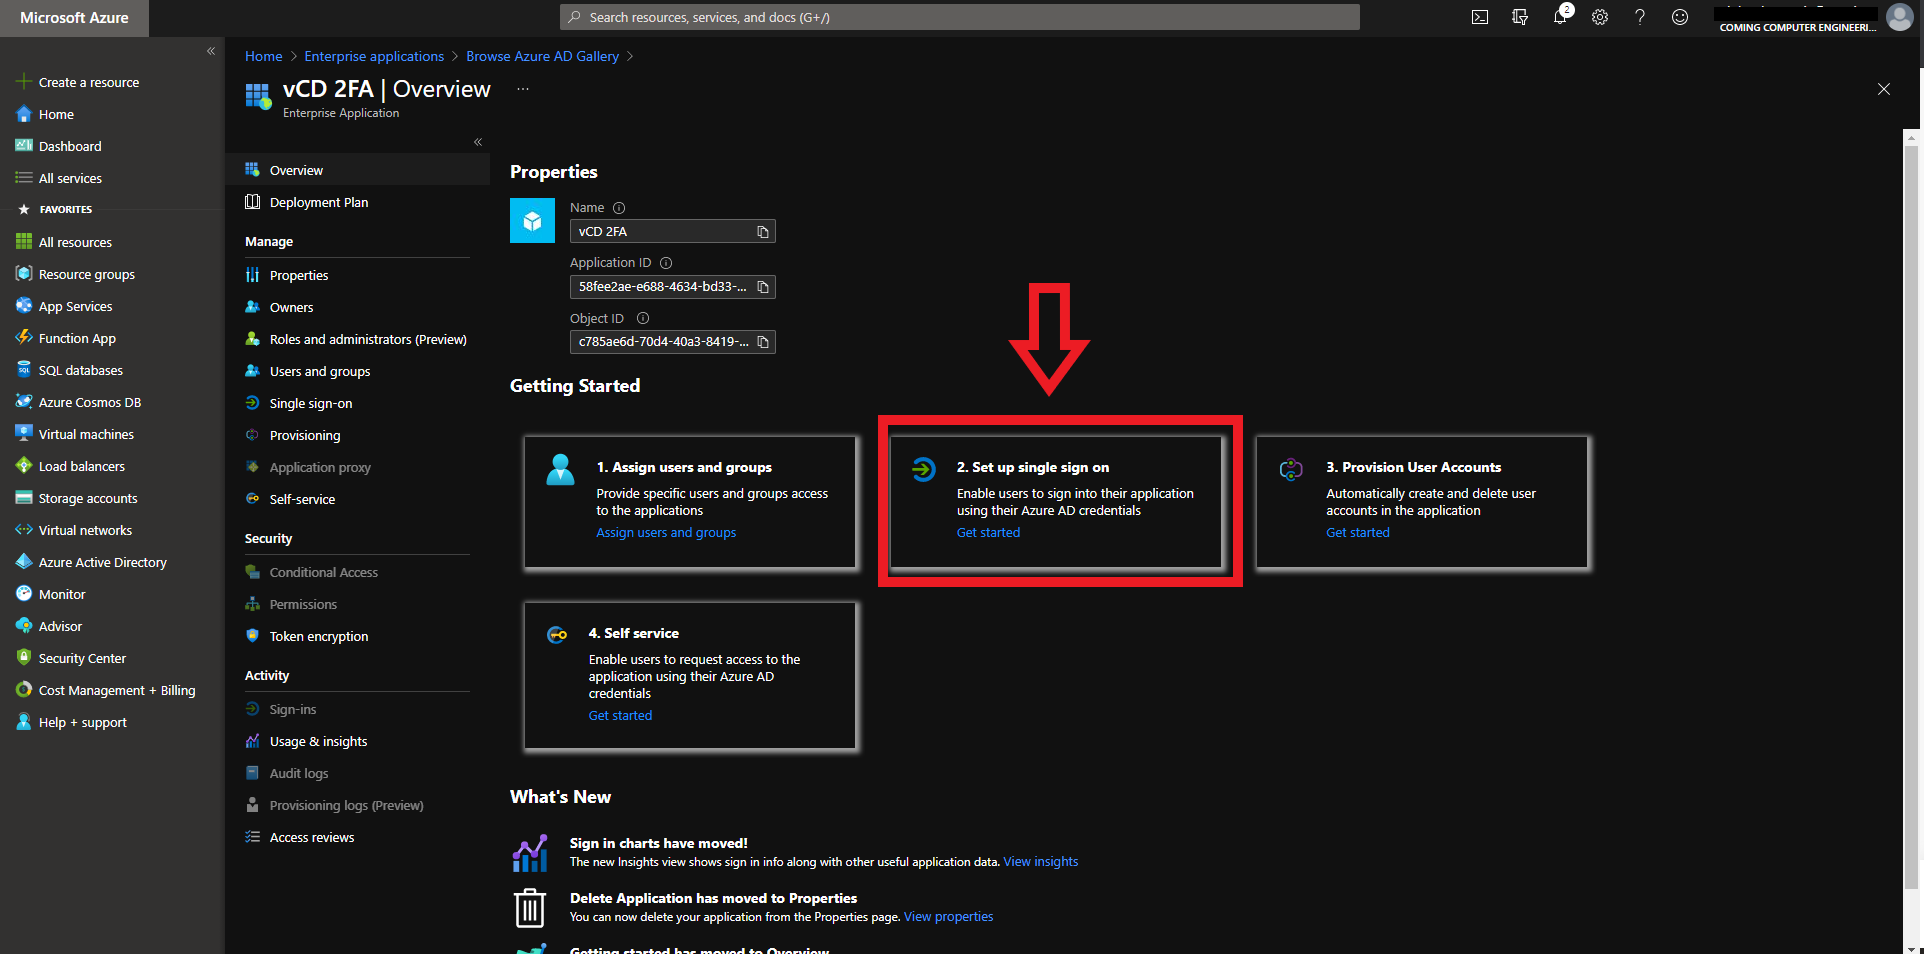 Microsoft Azure
Search resources, services, and docs (G+/)
2
COMING COMPUTER ENGINEERI...
Create a resource
Home
Dashboard
All services
FAVORITES
All resources
Resource groups
App Services
Function App
SQL databases
Azure Cosmos DB
Virtual machines
Load balancers
Storage accounts
Virtual networks
Azure Active Directory
Monitor
Advisor
Security Center
Cost Management + Billing
Help + support
Home > Enterprise applications > Browse Azure AD Gallery >
vCD 2FA | Overview ...
Enterprise Application
Overview
Deployment Plan
Manage
Properties
Owners
Roles and administrators (Preview)
Users and groups
Single sign-on
Provisioning
Application proxy
Self-service
Security
Conditional Access
Permissions
Token encryption
Activity
Sign-ins
Usage & insights
Audit logs
Provisioning logs (Preview)
Access reviews
Properties
Name
vCD 2FA
Application ID
58fee2ae-e688-4634-bd33-...
Object ID
c785ae6d-70d4-40a3-8419-...
Getting Started
1. Assign users and groups
Provide specific users and groups access
to the applications
Assign users and groups
2. Set up single sign on
Enable users to sign into their application
using their Azure AD credentials
Get started
3. Provision User Accounts
Automatically create and delete user
accounts in the application
Get started
4. Self service
Enable users to request access to the
application using their Azure AD
credentials
Get started
What's New
Sign in charts have moved!
The new Insights view shows sign in info along with other useful application data. View insights
Delete Application has moved to Properties
You can now delete your application from the Properties page. View properties
Getting started has moved to Overview